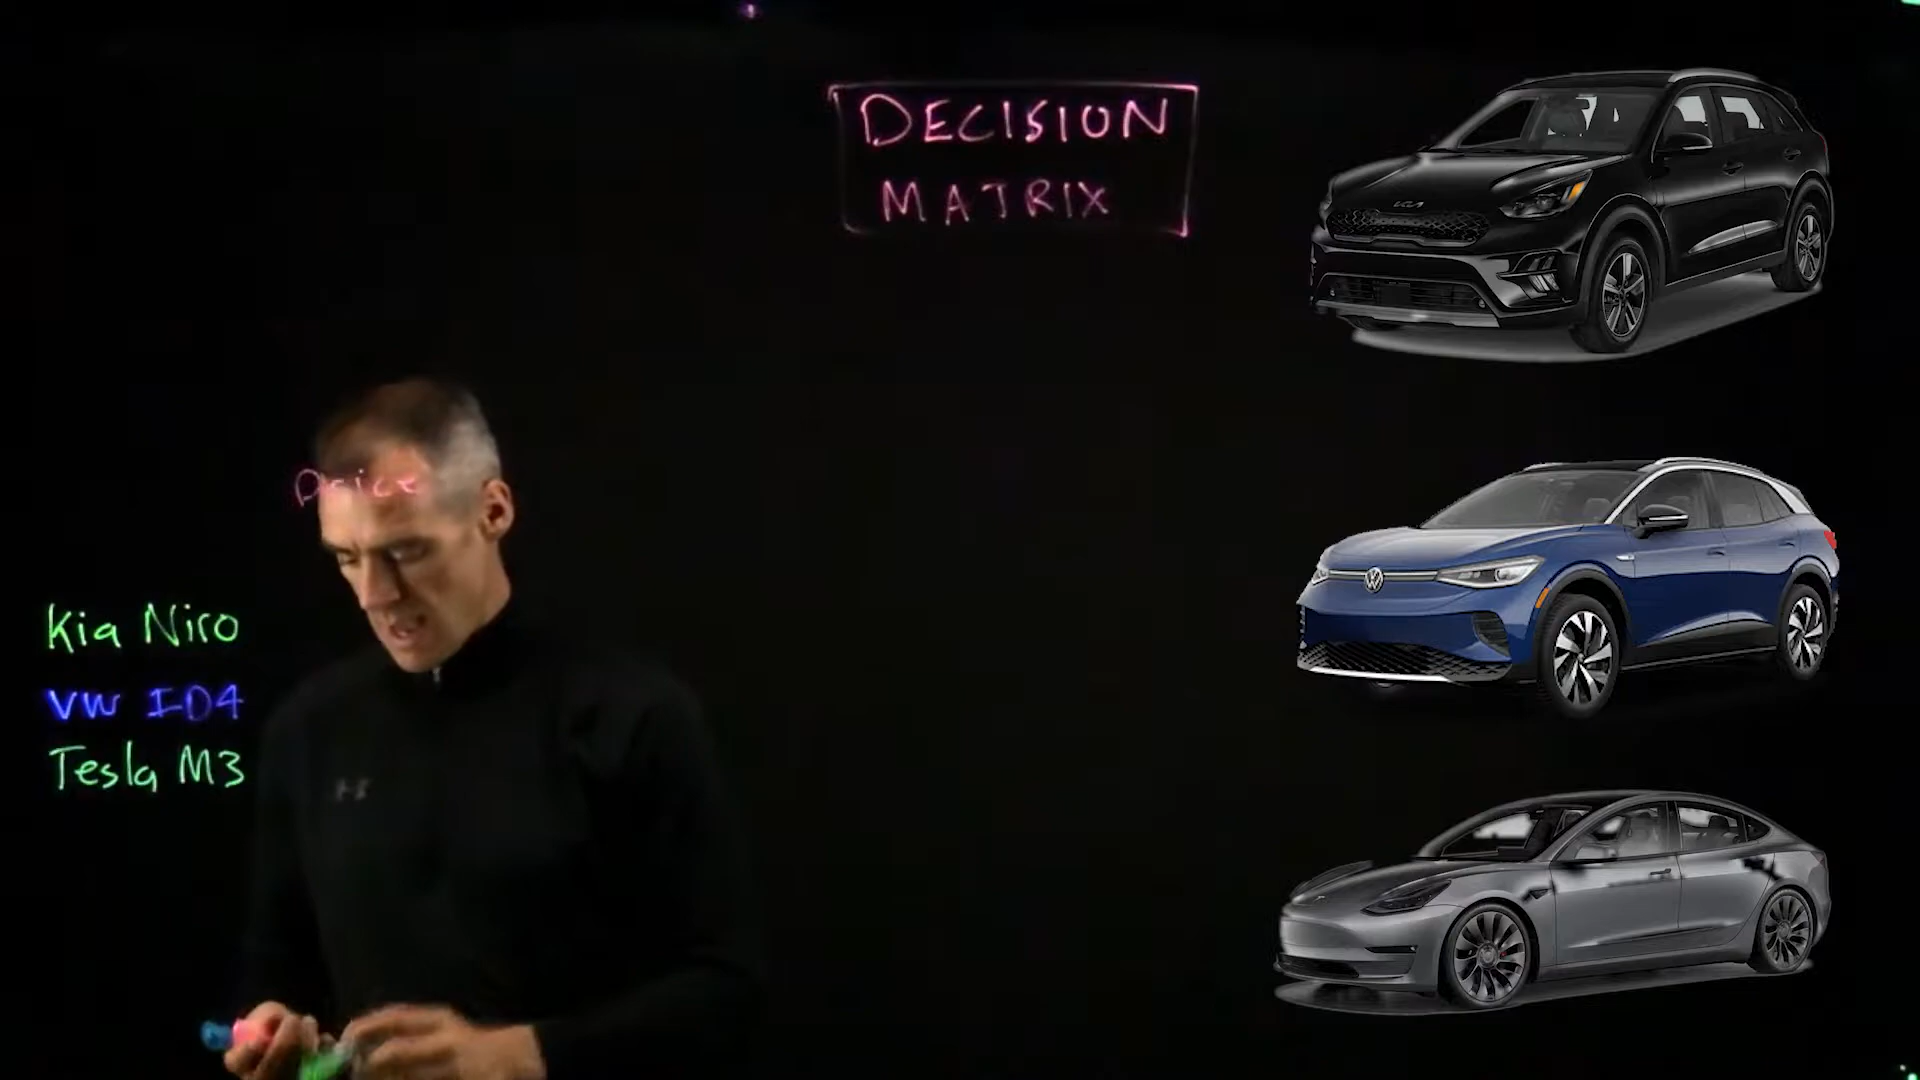 DECISION
MATRIX
Price
Kia Niro
VW ID4
Tesla M3